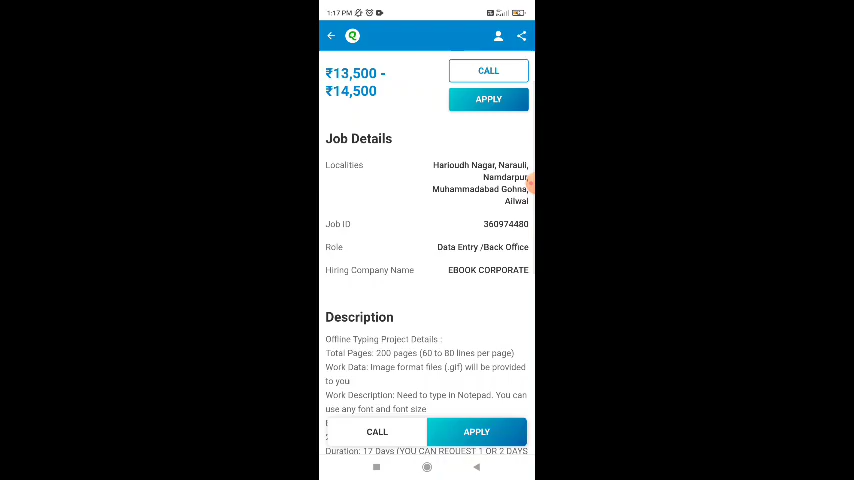 1:17 PM
₹13,500 -
₹14,500
CALL
APPLY
Job Details
Localities
Harioudh Nagar, Narauli,
Namdarpur,
Muhammadabad Gohna,
Ailwal
Job ID
360974480
Role
Data Entry /Back Office
Hiring Company Name
EBOOK CORPORATE
Description
Offline Typing Project Details :
Total Pages: 200 pages (60 to 80 lines per page)
Work Data: Image format files (.gif) will be provided
to you
Work Description: Need to type in Notepad. You can
use any font and font size
CALL
APPLY
Duration: 17 Days (YOU CAN REQUEST 1 OR 2 DAYS